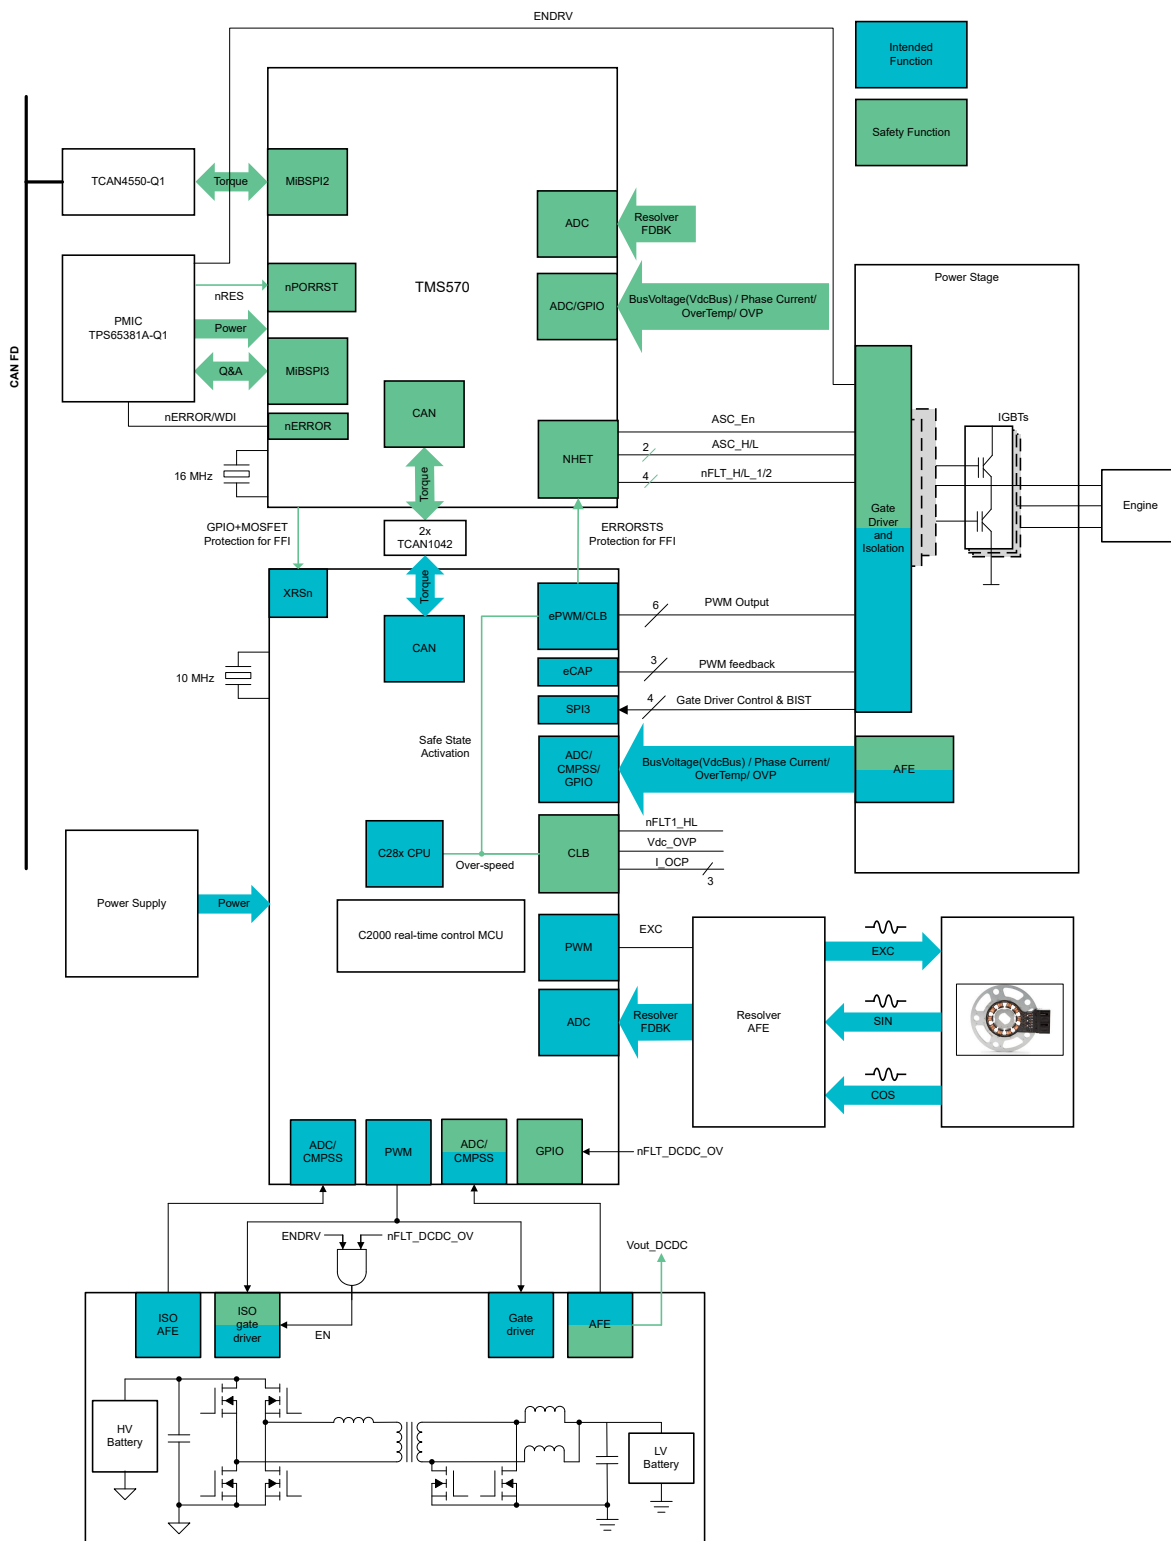 ENDRV
Intended
Function
Safety Function
CAN FD
TCAN4550-Q1
Torque
MiBSPI2
ADC
Resolver
FDBK
PMIC
TPS65381A-Q1
nRES
nPORRST
TMS570
ADC/GPIO
BusVoltage(VdcBus) / Phase Current/
OverTemp/ OVP
Power Stage
Power
Q&A
MiBSPI3
nERROR/WDI
nERROR
CAN
Torque
16 MHz
NHET
ASC_En
2
ASC_H/L
4
nFLT_H/L_1/2
IGBTs
Engine
Gate
Driver
and
Isolation
GPIO+MOSFET
Protection for FFI
2x
TCAN1042
ERRORSTS
Protection for FFI
XRSn
Torque
CAN
ePWM/CLB
6
PWM Output
eCAP
3
PWM feedback
10 MHz
SPI3
4
Gate Driver Control & BIST
Safe State
Activation
ADC/
CMPSS/
GPIO
BusVoltage(VdcBus) / Phase Current/
OverTemp/ OVP
AFE
C28x CPU
Over-speed
CLB
nFLT1_HL
Vdc_OVP
I_OCP
3
Power Supply
Power
C2000 real-time control MCU
PWM
EXC
ADC
Resolver
FDBK
Resolver
AFE
EXC
SIN
COS
ADC/
CMPSS
PWM
ADC/
CMPSS
GPIO
nFLT_DCDC_OV
ENDRV
nFLT_DCDC_OV
Vout_DCDC
ISO
AFE
ISO
gate
driver
EN
Gate
driver
AFE
HV
Battery
LV
Battery